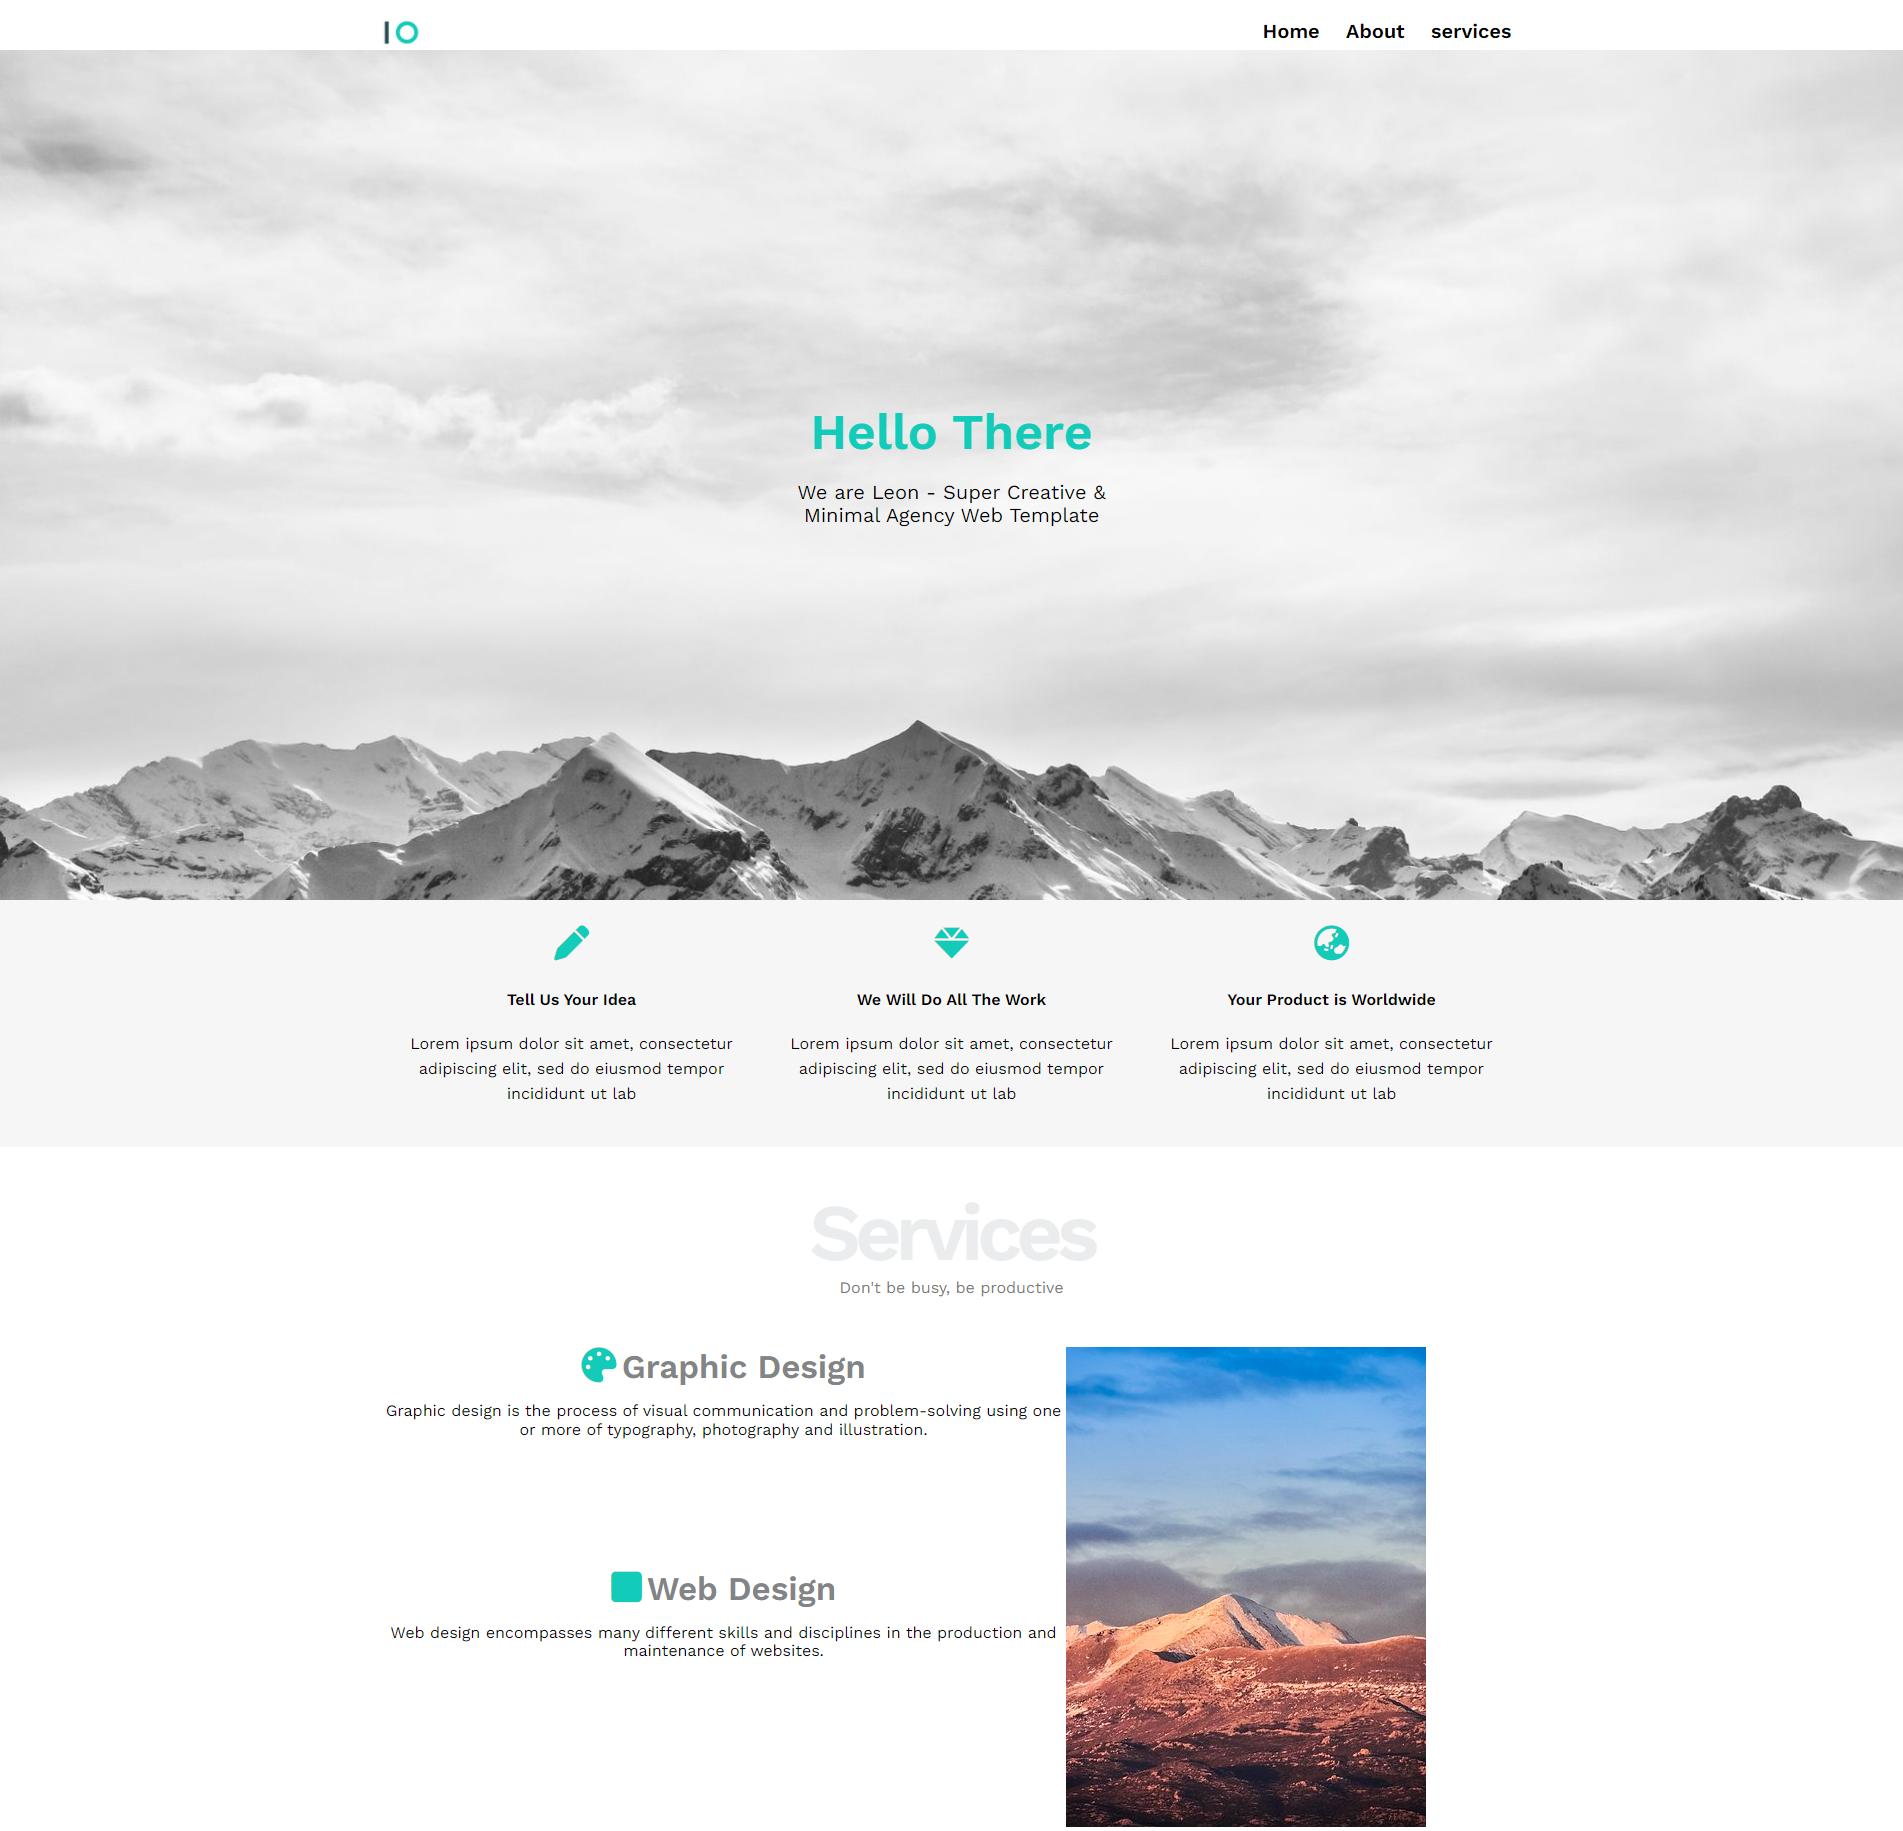 IO
Home About services
Hello There
We are Leon - Super Creative &
Minimal Agency Web Template
Tell Us Your Idea
Lorem ipsum dolor sit amet, consectetur
adipiscing elit, sed do eiusmod tempor
incididunt ut lab
We Will Do All The Work
Lorem ipsum dolor sit amet, consectetur
adipiscing elit, sed do eiusmod tempor
incididunt ut lab
Your Product is Worldwide
Lorem ipsum dolor sit amet, consectetur
adipiscing elit, sed do eiusmod tempor
incididunt ut lab
Services
Don't be busy, be productive
Graphic Design
Graphic design is the process of visual communication and problem-solving using one
or more of typography, photography and illustration.
Web Design
Web design encompasses many different skills and disciplines in the production and
maintenance of websites.